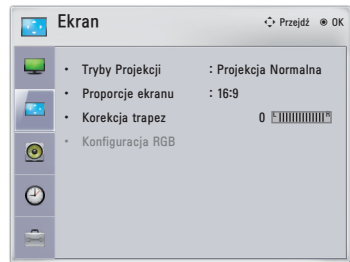 Ekran
Przejdź OK
Tryby Projekcji : Projekcja Normalna
Proporcje ekranu : 16:9
Korekcja trapez 0 L R
Konfiguracja RGB